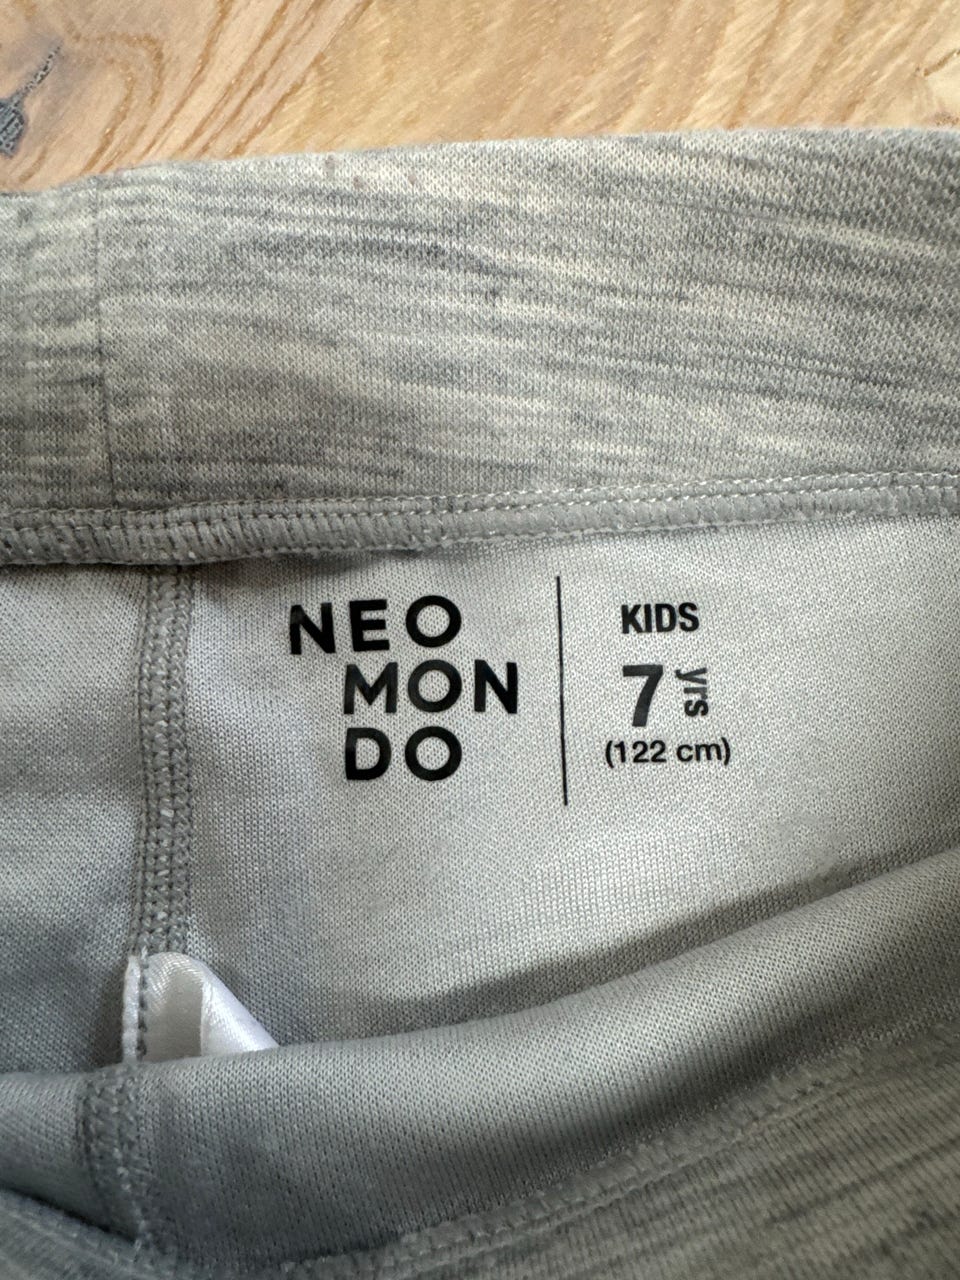 NEO
MON
DO
KIDS
7 yrs
(122 cm)